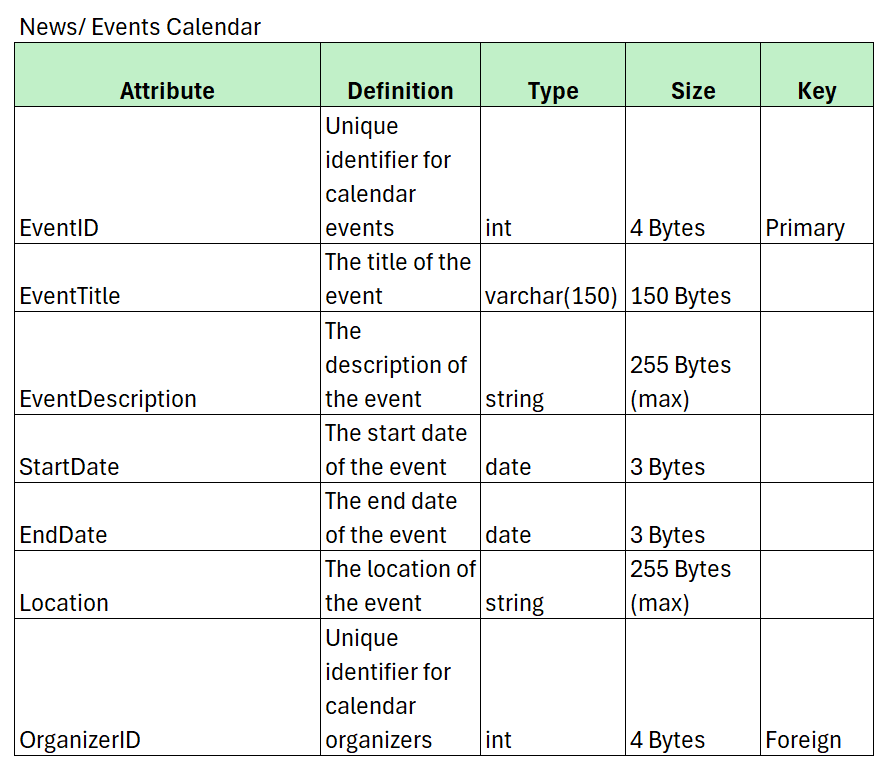 News/ Events Calendar
Attribute Definition Type Size Key
Unique
identifier for
calendar
EventID events int 4 Bytes Primary
The title of the
EventTitle event varchar(150) 150 Bytes
The
description of 255 Bytes
EventDescription the event string (max)
The start date
StartDate of the event date 3 Bytes
The end date
EndDate of the event date 3 Bytes
The location of 255 Bytes
Location the event string (max)
Unique
identifier for
calendar
OrganizerID organizers int 4 Bytes Foreign